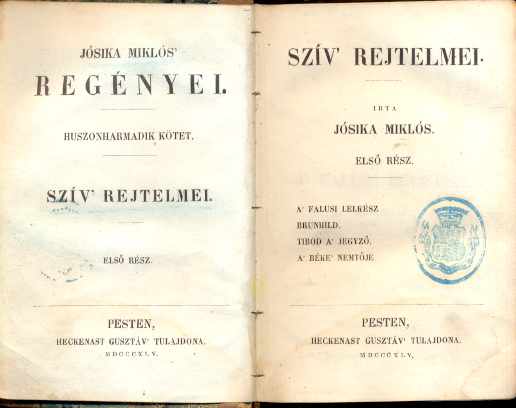 JÓSIKA MIKLÓS'
REGÉNYEI.
HUSZONHARMADIK KÖTET.
SZÍV' REJTELMEI.
ELSŐ RÉSZ.
PESTEN,
HECKENAST GUSZTÁV' TULAJDONA.
MDCCCXLV.
SZÍV' REJTELMEI.
IRTA
JÓSIKA MIKLÓS.
ELSŐ RÉSZ.
A' FALUSI LELKÉSZ
BRUNHILD.
TIBOD A' JEGYZŐ.
A' BÉKE' NEMTŐJE
PESTEN,
HECKENAST GUSZTÁV' TULAJDONA.
MDCCCXLV.